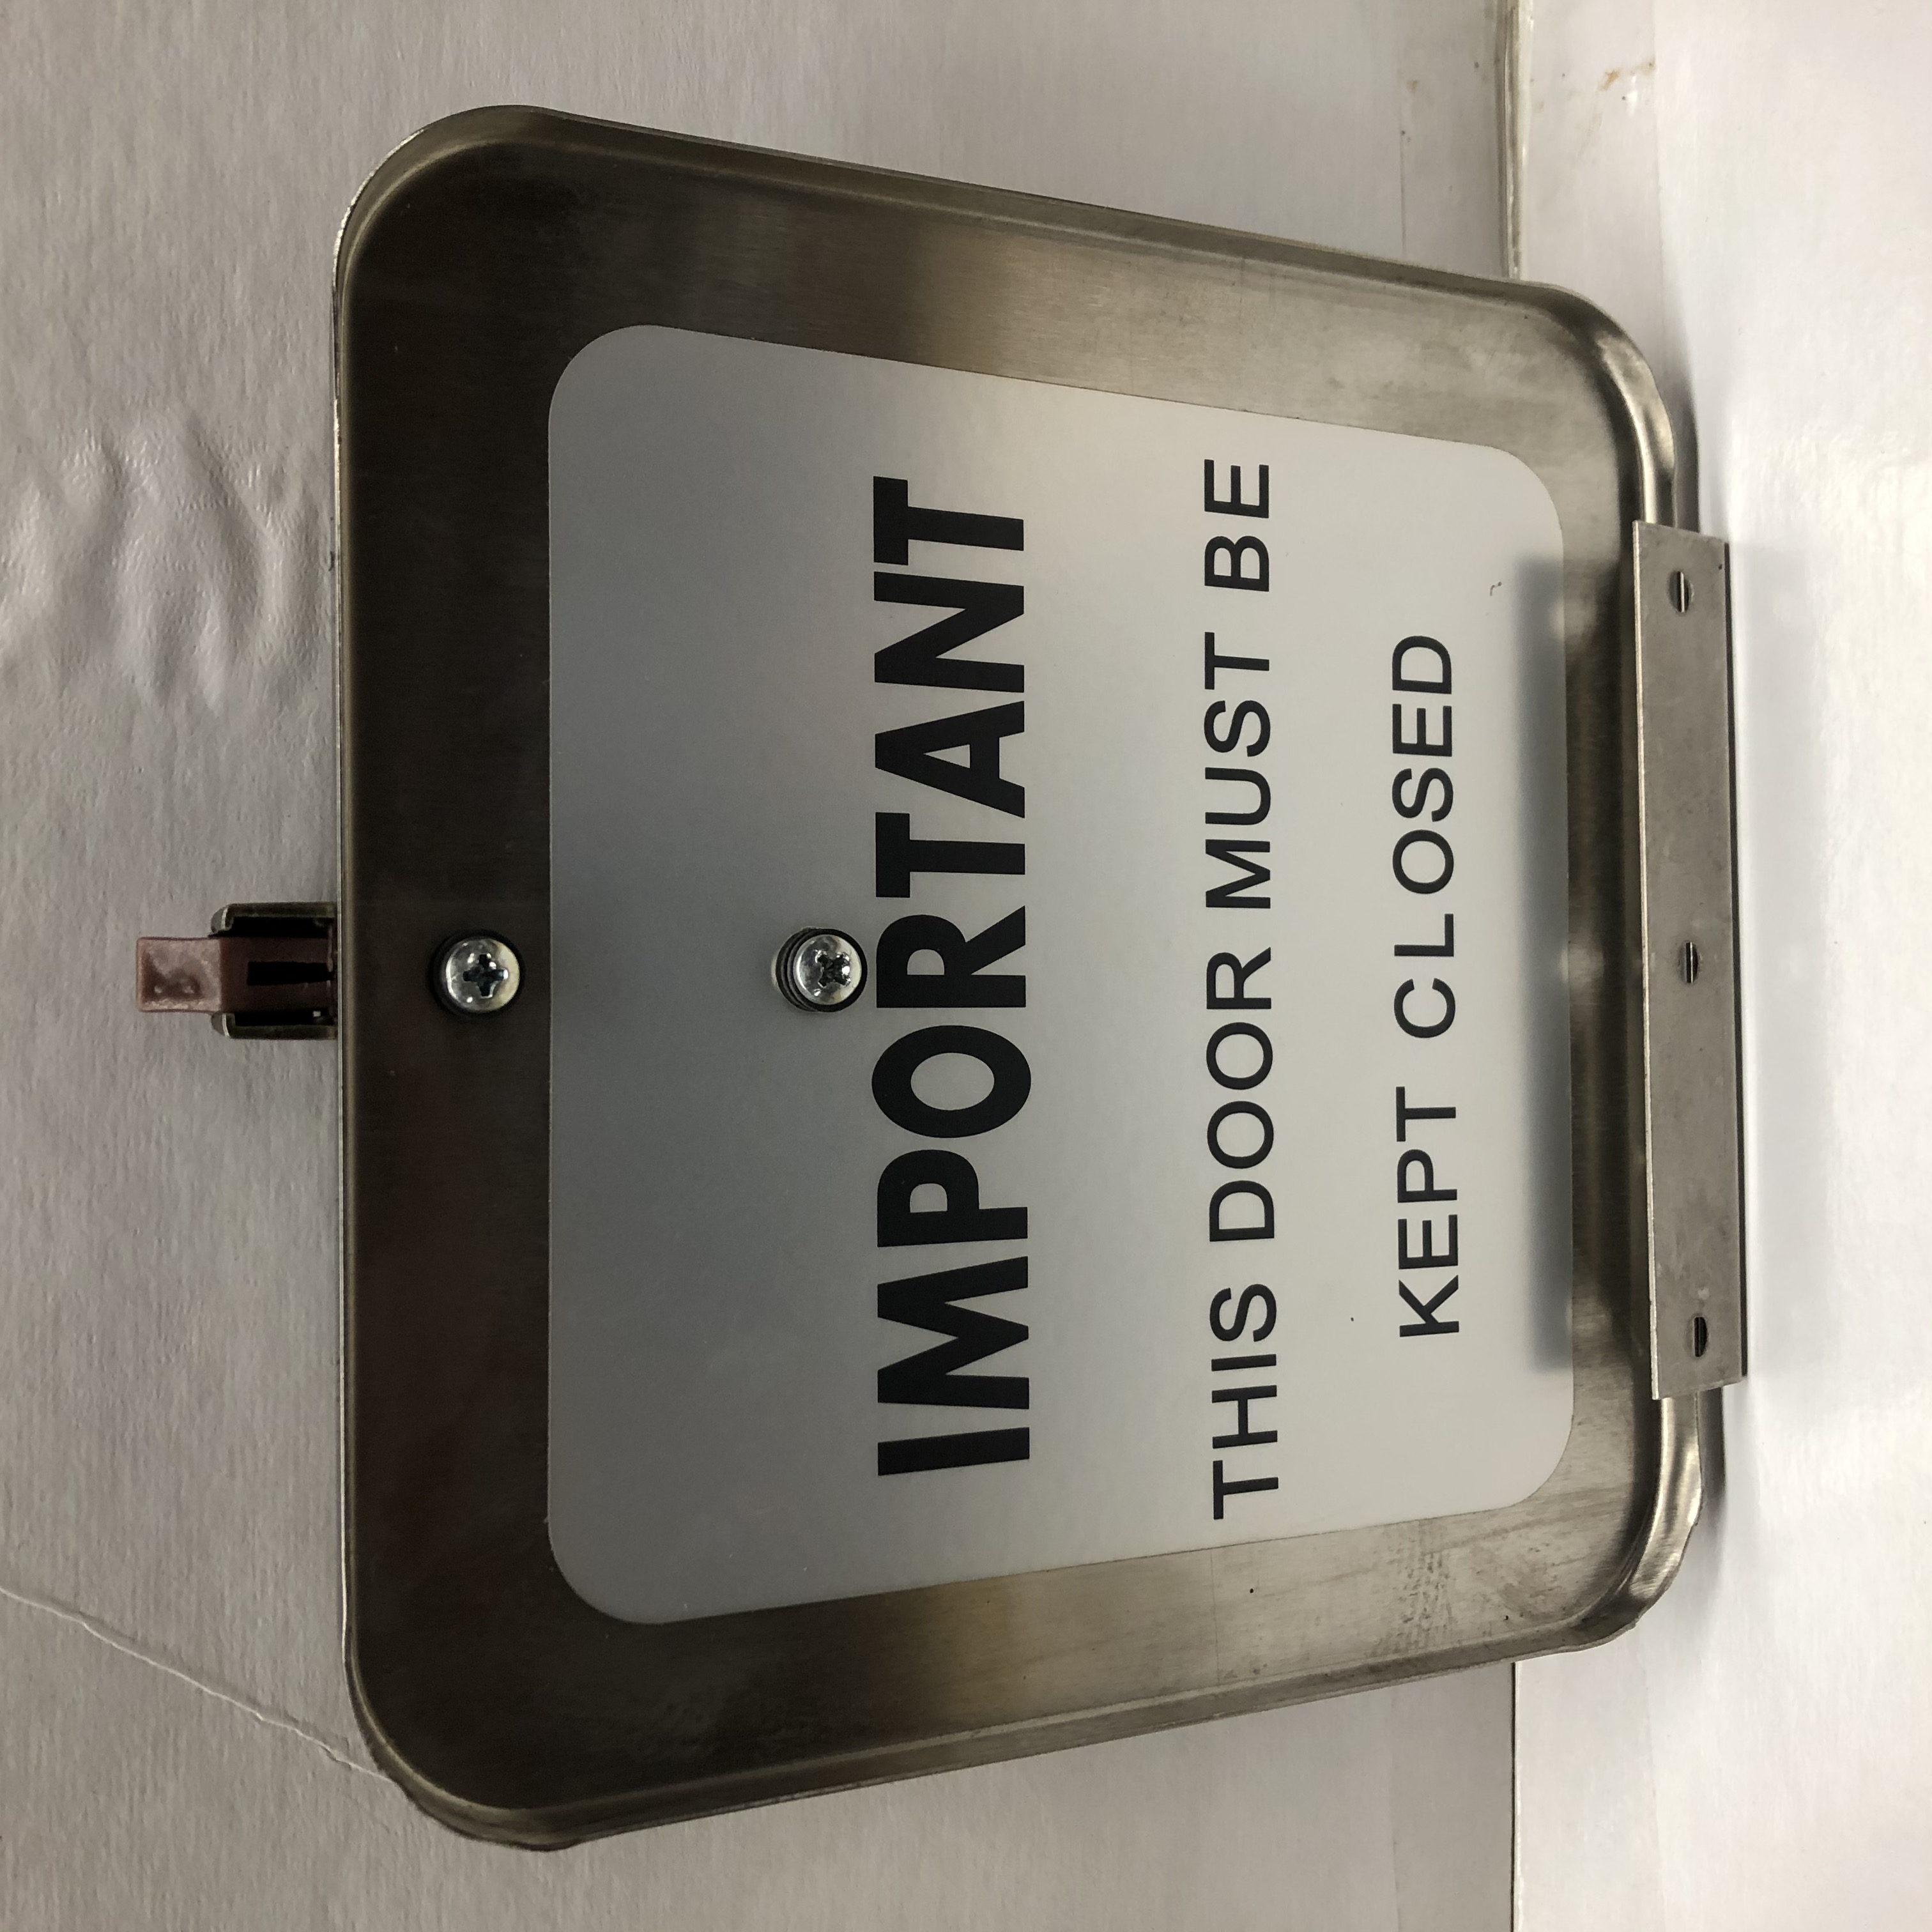 IMPORTANT
THIS DOOR MUST BE
KEPT CLOSED